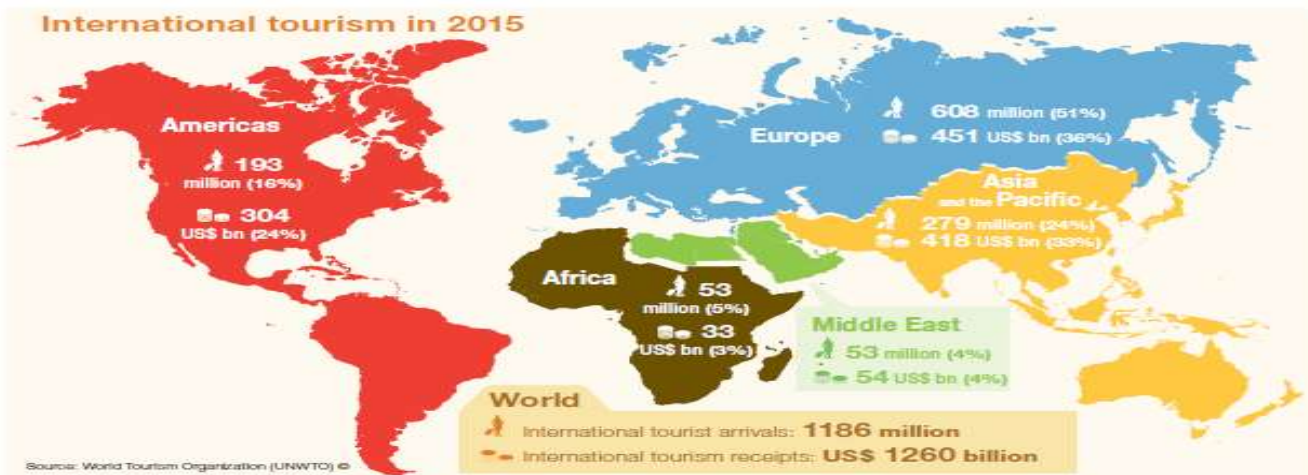 International tourism in 2015
Americas
193
million (16%)
304
US$ bn (24%)
Europe
608 million (51%)
451 US$ bn (36%)
Asia
and the Pacific
279 million (24%)
418 US$ bn (33%)
Africa
53
million (5%)
33
US$ bn (3%)
Middle East
53 million (4%)
54 US$ bn (4%)
World
International tourist arrivals: 1186 million
International tourism receipts: US$ 1260 billion
Source: World Tourism Organization (UNWTO) ©